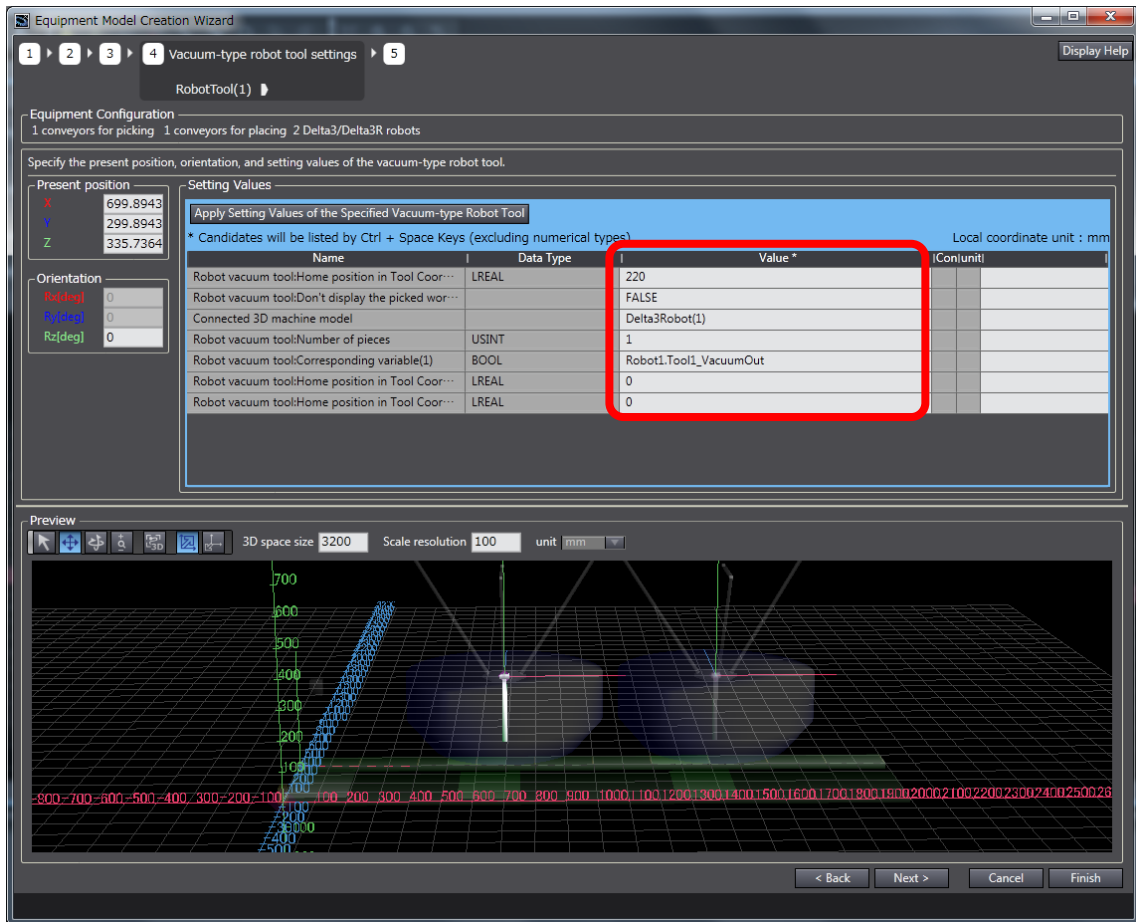 Equipment Model Creation Wizard
1 2 3 4 Vacuum-type robot tool settings 5 Display Help
RobotTool(1)
Equipment Configuration
1 conveyors for picking 1 conveyors for placing 2 Delta3/Delta3R robots
Specify the present position, orientation, and setting values of the vacuum-type robot tool.
Present position
X 699.8943
Y 299.8943
Z 335.7364
Orientation
Rx[deg] 0
Ry[deg] 0
Rz[deg] 0
Setting Values
Apply Setting Values of the Specified Vacuum-type Robot Tool
* Candidates will be listed by Ctrl + Space Keys (excluding numerical types) Local coordinate unit : mm
Name Data Type Value * Con unit
Robot vacuum tool:Home position in Tool Coor··· LREAL 220
Robot vacuum tool:Don't display the picked wor··· FALSE
Connected 3D machine model Delta3Robot(1)
Robot vacuum tool:Number of pieces USINT 1
Robot vacuum tool:Corresponding variable(1) BOOL Robot1.Tool1_VacuumOut
Robot vacuum tool:Home position in Tool Coor··· LREAL 0
Robot vacuum tool:Home position in Tool Coor··· LREAL 0
Preview
3D space size 3200 Scale resolution 100 unit mm
700
600
500
400
300
200
100
-800 -700 -600 -500 -400 -300 -200 -100 100 200 300 400 500 600 700 800 900 1000 1100 1200 1300 1400 1500 1600 1700 1800 1900 2000 2100 2200 2300 2400 2500 26
< Back Next > Cancel Finish